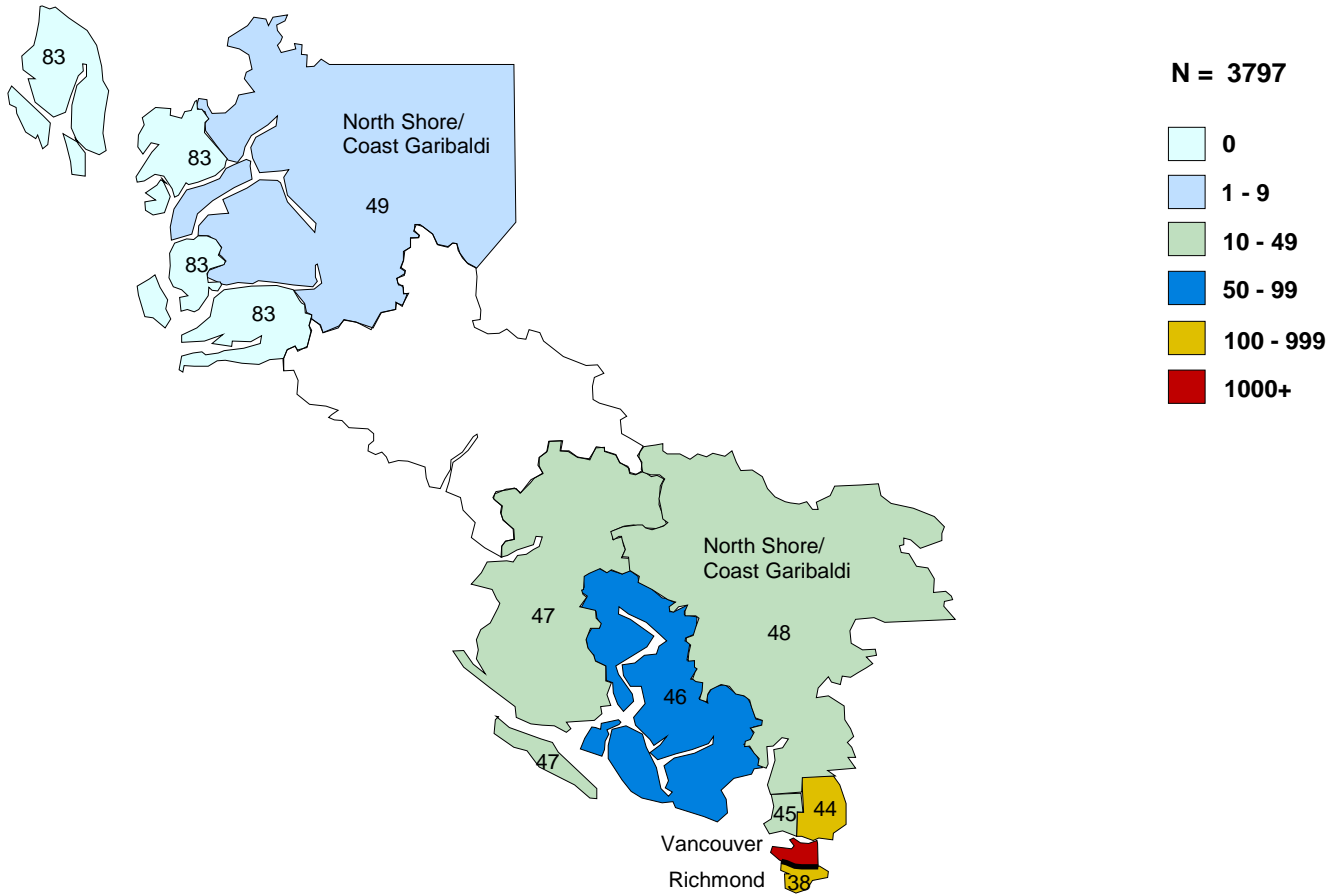 83
N = 3797
North Shore/
Coast Garibaldi
0
83
1 - 9
49
10 - 49
83
50 - 99
83
100 - 999
1000+
North Shore/
Coast Garibaldi
47
48
46
47
45
44
Vancouver
Richmond
38